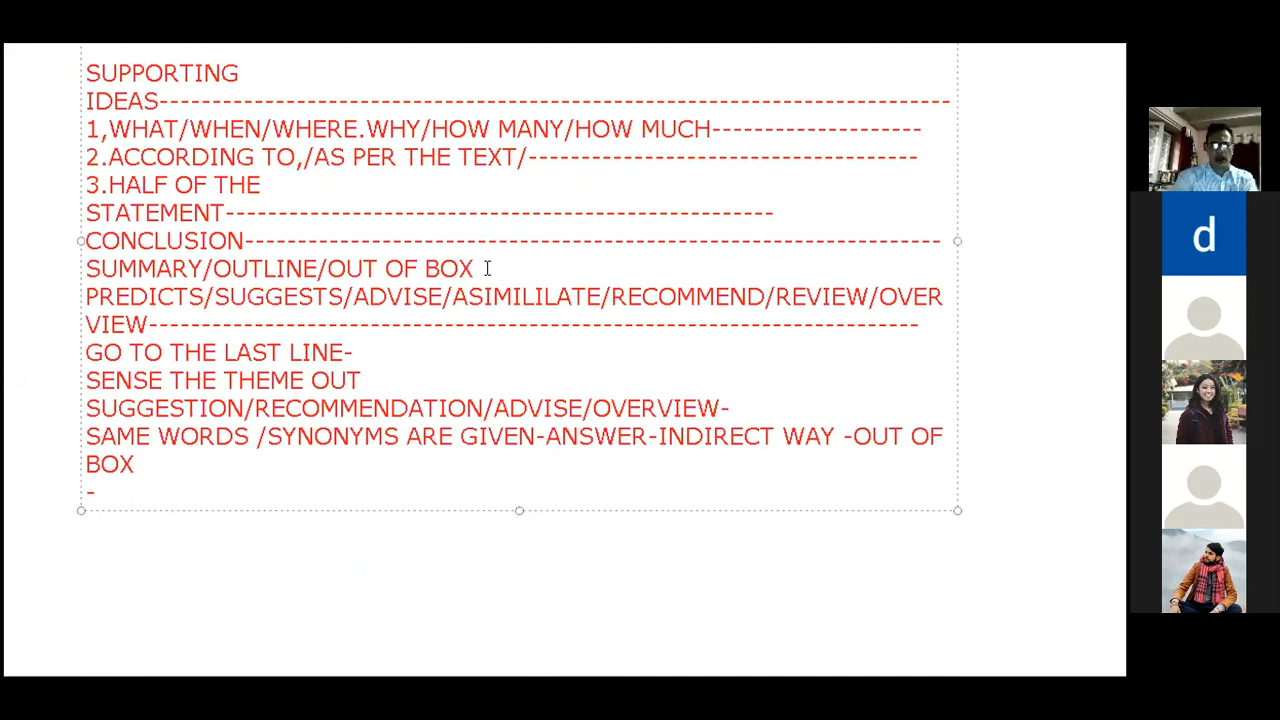 SUPPORTING
IDEAS---------------------------------------------------------------------------
1,WHAT/WHEN/WHERE.WHY/HOW MANY/HOW MUCH--------------------
2.ACCORDING TO,/AS PER THE TEXT/-------------------------------------
3.HALF OF THE
STATEMENT----------------------------------------------------
CONCLUSION------------------------------------------------------------------
SUMMARY/OUTLINE/OUT OF BOX
PREDICTS/SUGGESTS/ADVISE/ASIMILILATE/RECOMMEND/REVIEW/OVER
VIEW-------------------------------------------------------------------------
GO TO THE LAST LINE-
SENSE THE THEME OUT
SUGGESTION/RECOMMENDATION/ADVISE/OVERVIEW-
SAME WORDS /SYNONYMS ARE GIVEN-ANSWER-INDIRECT WAY -OUT OF
BOX
-
d